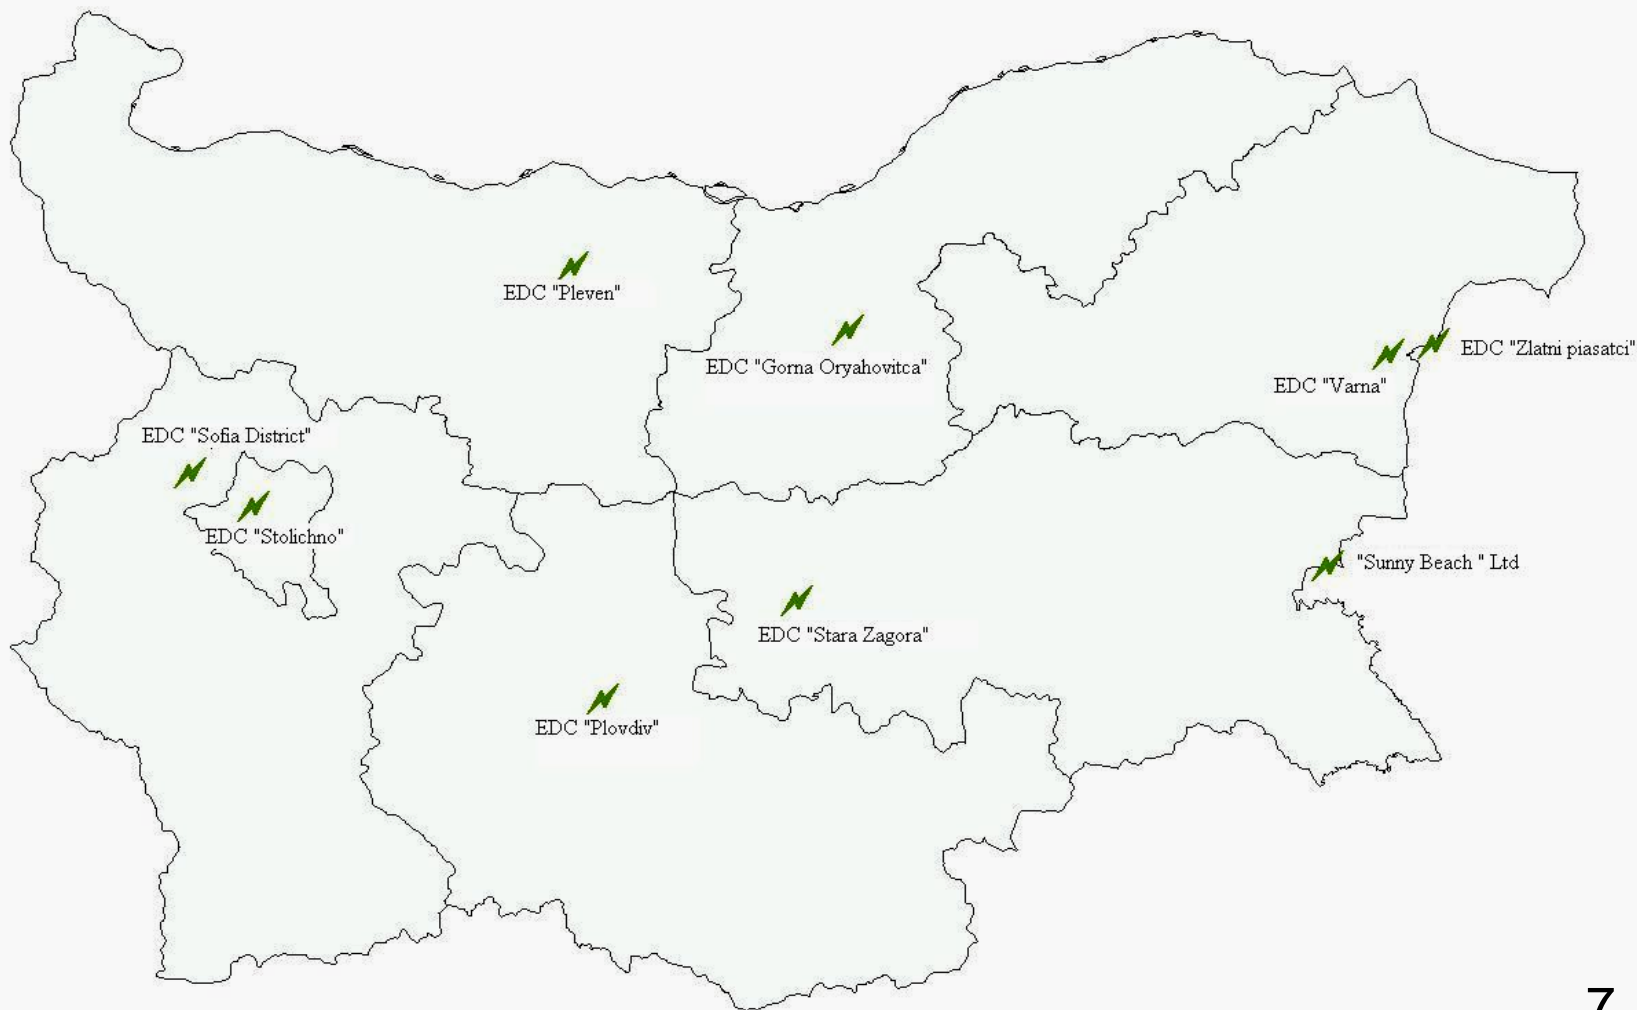 EDC "Pleven"
EDC "Gorna Oryahovitca"
EDC "Zlatni piasatci"
EDC "Varna"
EDC "Sofia District"
EDC "Stolichno"
"Sunny Beach " Ltd
EDC "Stara Zagora"
EDC "Plovdiv"
7